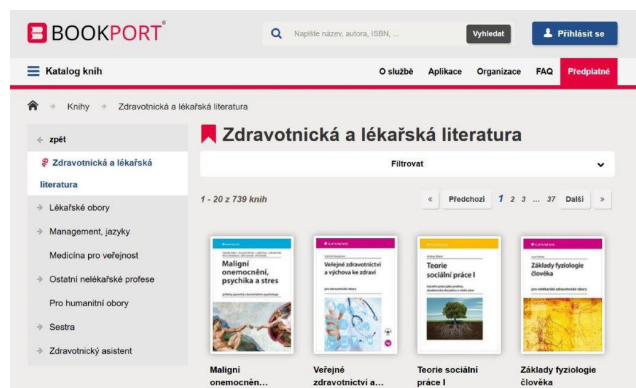 BOOKPORT®
Napište název, autora, ISBN, ...
Vyhledat
Přihlásit se
Katalog knih
O službě Aplikace Organizace FAQ Předplatné
Knihy Zdravotnická a lékařská literatura
zpět
Zdravotnická a lékařská
literatura
Lékařské obory
Management, jazyky
Medicína pro veřejnost
Ostatní nelékařské profese
Pro humanitní obory
Sestra
Zdravotnický asistent
Zdravotnická a lékařská literatura
Filtrovat
1 - 20 z 739 knih
« Předchozí 1 2 3 ... 37 Další »
Maligní
onemocnění,
psychika a stres
Veřejné zdravotnictví
a výchova ke zdraví
Teorie
sociální práce I
Základy fyziologie
člověka
Maligní
onemocněn...
Veřejné
zdravotnictví a...
Teorie sociální
práce I
Základy fyziologie
člověka